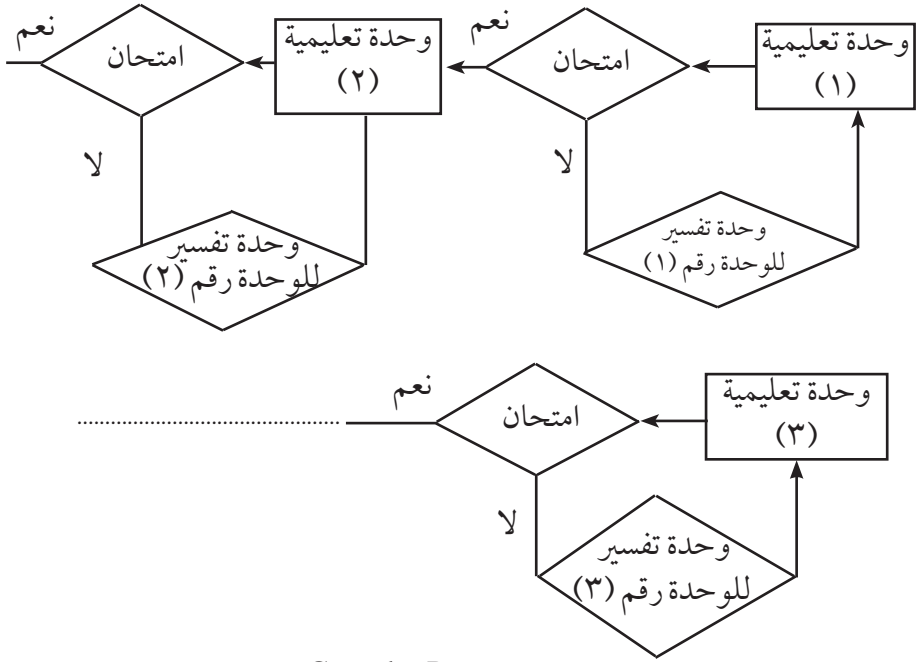 وحدة تعليمية
(١)
امتحان
نعم
لا
وحدة تفسير
للوحدة رقم (١)
وحدة تعليمية
(٢)
امتحان
نعم
لا
وحدة تفسير
للوحدة رقم (٢)
وحدة تعليمية
(٣)
امتحان
نعم
لا
وحدة تفسير
للوحدة رقم (٣)